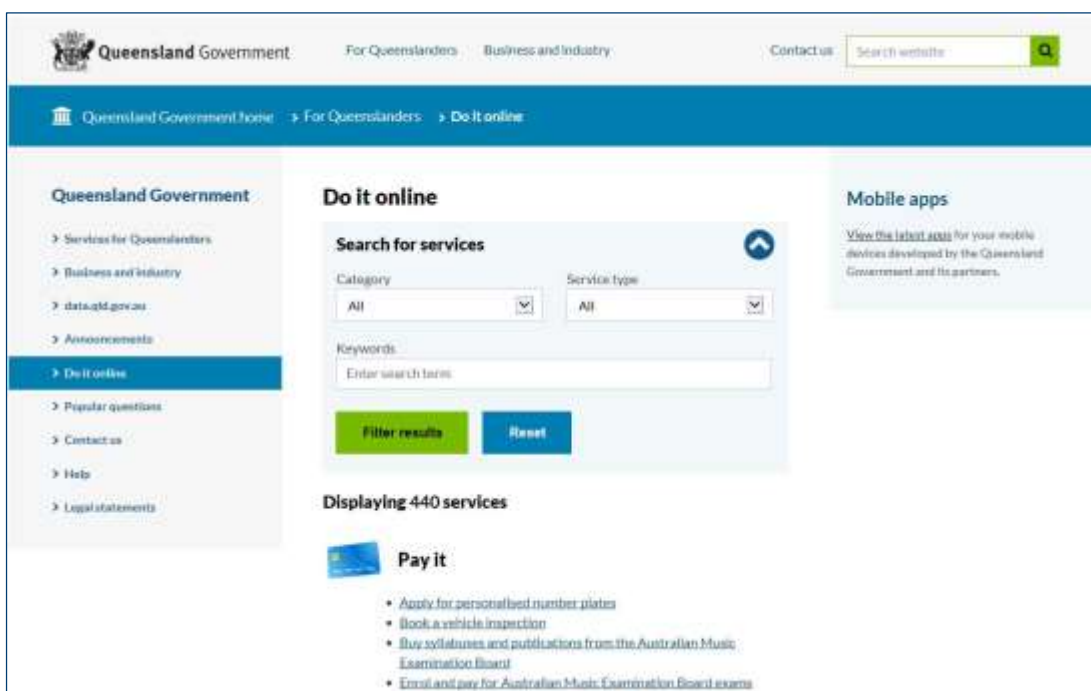 Queensland Government
For Queenslanders
Business and industry
Contact us
Search website
Queensland Government home
> For Queenslanders
> Do it online
Queensland Government
> Services for Queenslanders
> Business and industry
> data.qld.gov.au
> Announcements
> Do it online
> Popular questions
> Contact us
> Help
> Legal statements
Do it online
Search for services
Category
Service type
All
All
Keywords
Enter search term
Filter results
Reset
Displaying 440 services
Pay it
• Apply for personalised number plates
• Book a vehicle inspection
• Buy syllabuses and publications from the Australian Music
Examination Board
• Enrol and pay for Australian Music Examination Board exams
Mobile apps
View the latest apps for your mobile
devices developed by the Queensland
Government and its partners.